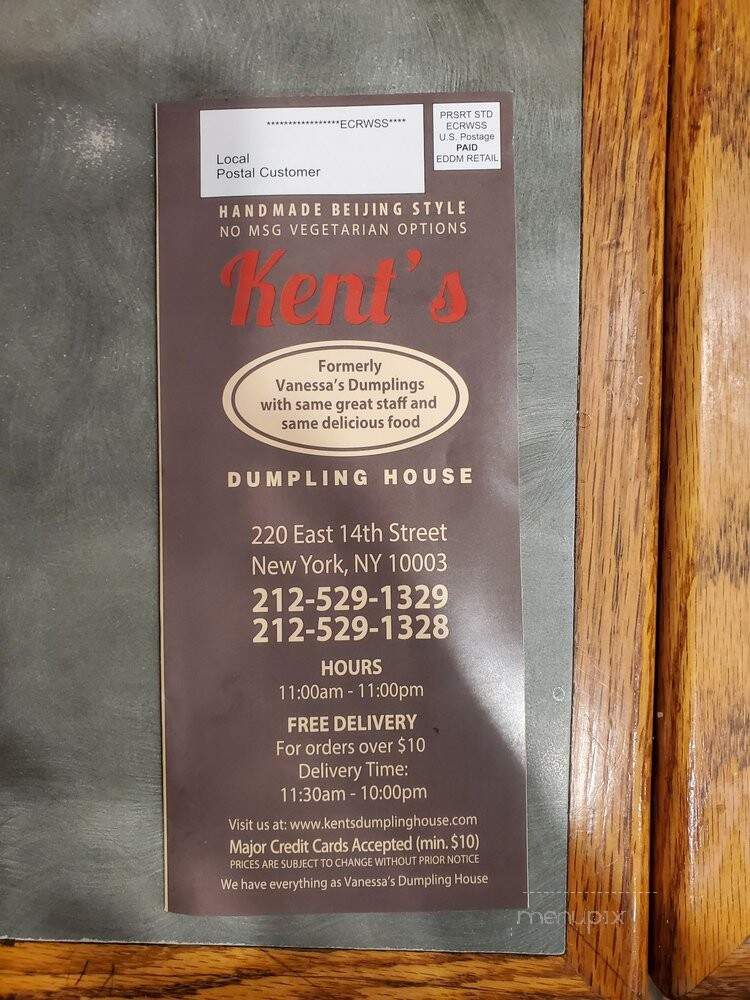 *****************ECRWSS****
Local
Postal Customer
PRSRT STD
ECRWSS
U.S. Postage
PAID
EDDM RETAIL
HANDMADE BEIJING STYLE
NO MSG VEGETARIAN OPTIONS
Kent's
Formerly
Vanessa's Dumplings
with same great staff and
same delicious food
DUMPLING HOUSE
220 East 14th Street
New York, NY 10003
212-529-1329
212-529-1328
HOURS
11:00am - 11:00pm
FREE DELIVERY
For orders over $10
Delivery Time:
11:30am - 10:00pm
Visit us at: www.kentsdumplinghouse.com
Major Credit Cards Accepted (min. $10)
PRICES ARE SUBJECT TO CHANGE WITHOUT PRIOR NOTICE
We have everything as Vanessa's Dumpling House
menupix